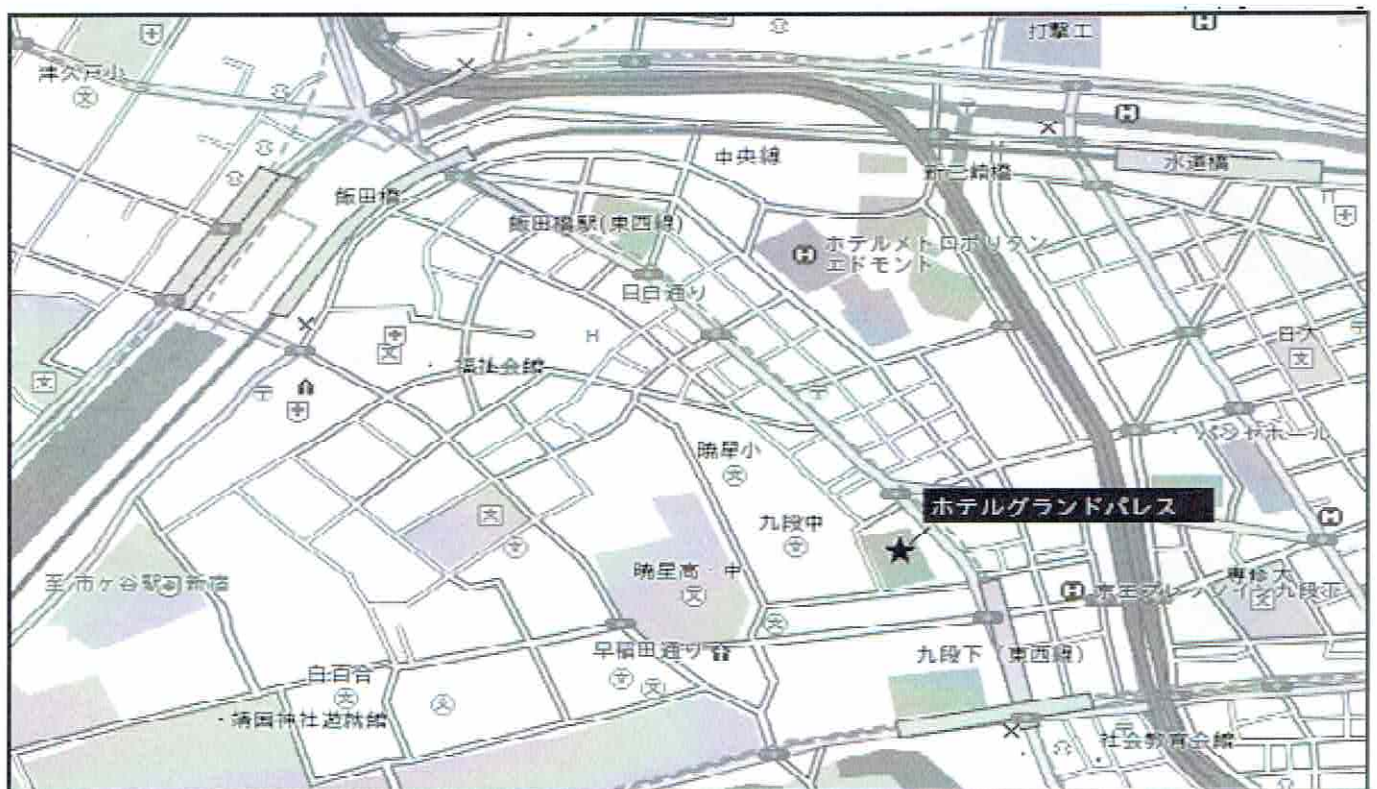 打撃工
津久戸小
中央線
水道橋
新三崎橋
飯田橋
飯田橋駅(東西線)
ホテルメトロポリタン
エドモント
目白通り
日大
福祉会館
暁星小
ホテルグランドパレス
九段中
暁星高・中
至市ヶ谷駅 新宿
専修大
早稲田通り
九段下（東西線）
白百合
・靖国神社遊就館
社会教育会館